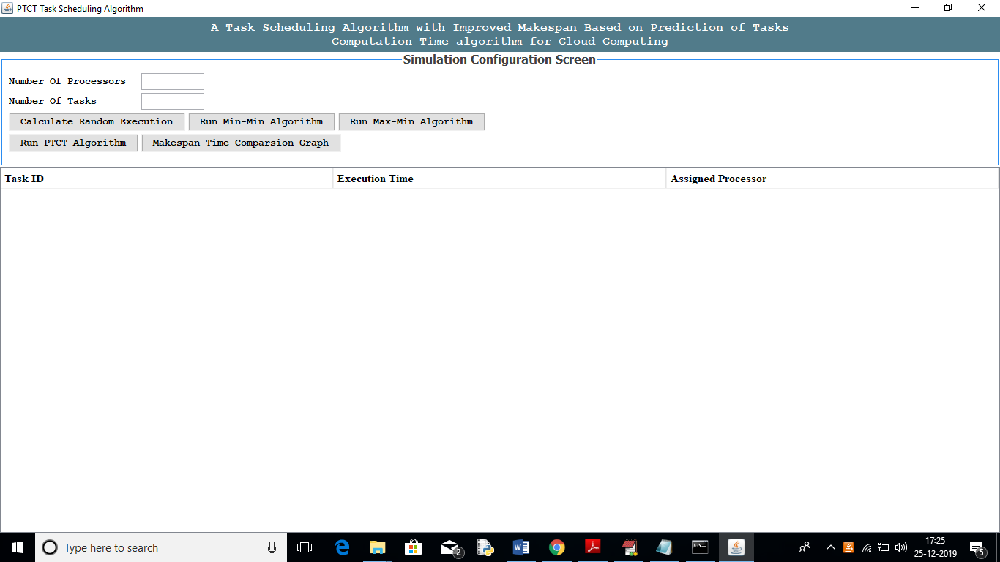 PTCT Task Scheduling Algorithm
A Task Scheduling Algorithm with Improved Makespan Based on Prediction of Tasks
Computation Time algorithm for Cloud Computing
Simulation Configuration Screen
Number Of Processors
Number Of Tasks
Calculate Random Execution Run Min-Min Algorithm Run Max-Min Algorithm
Run PTCT Algorithm Makespan Time Comparsion Graph
Task ID Execution Time Assigned Processor
Type here to search 2 17:25
25-12-2019 5